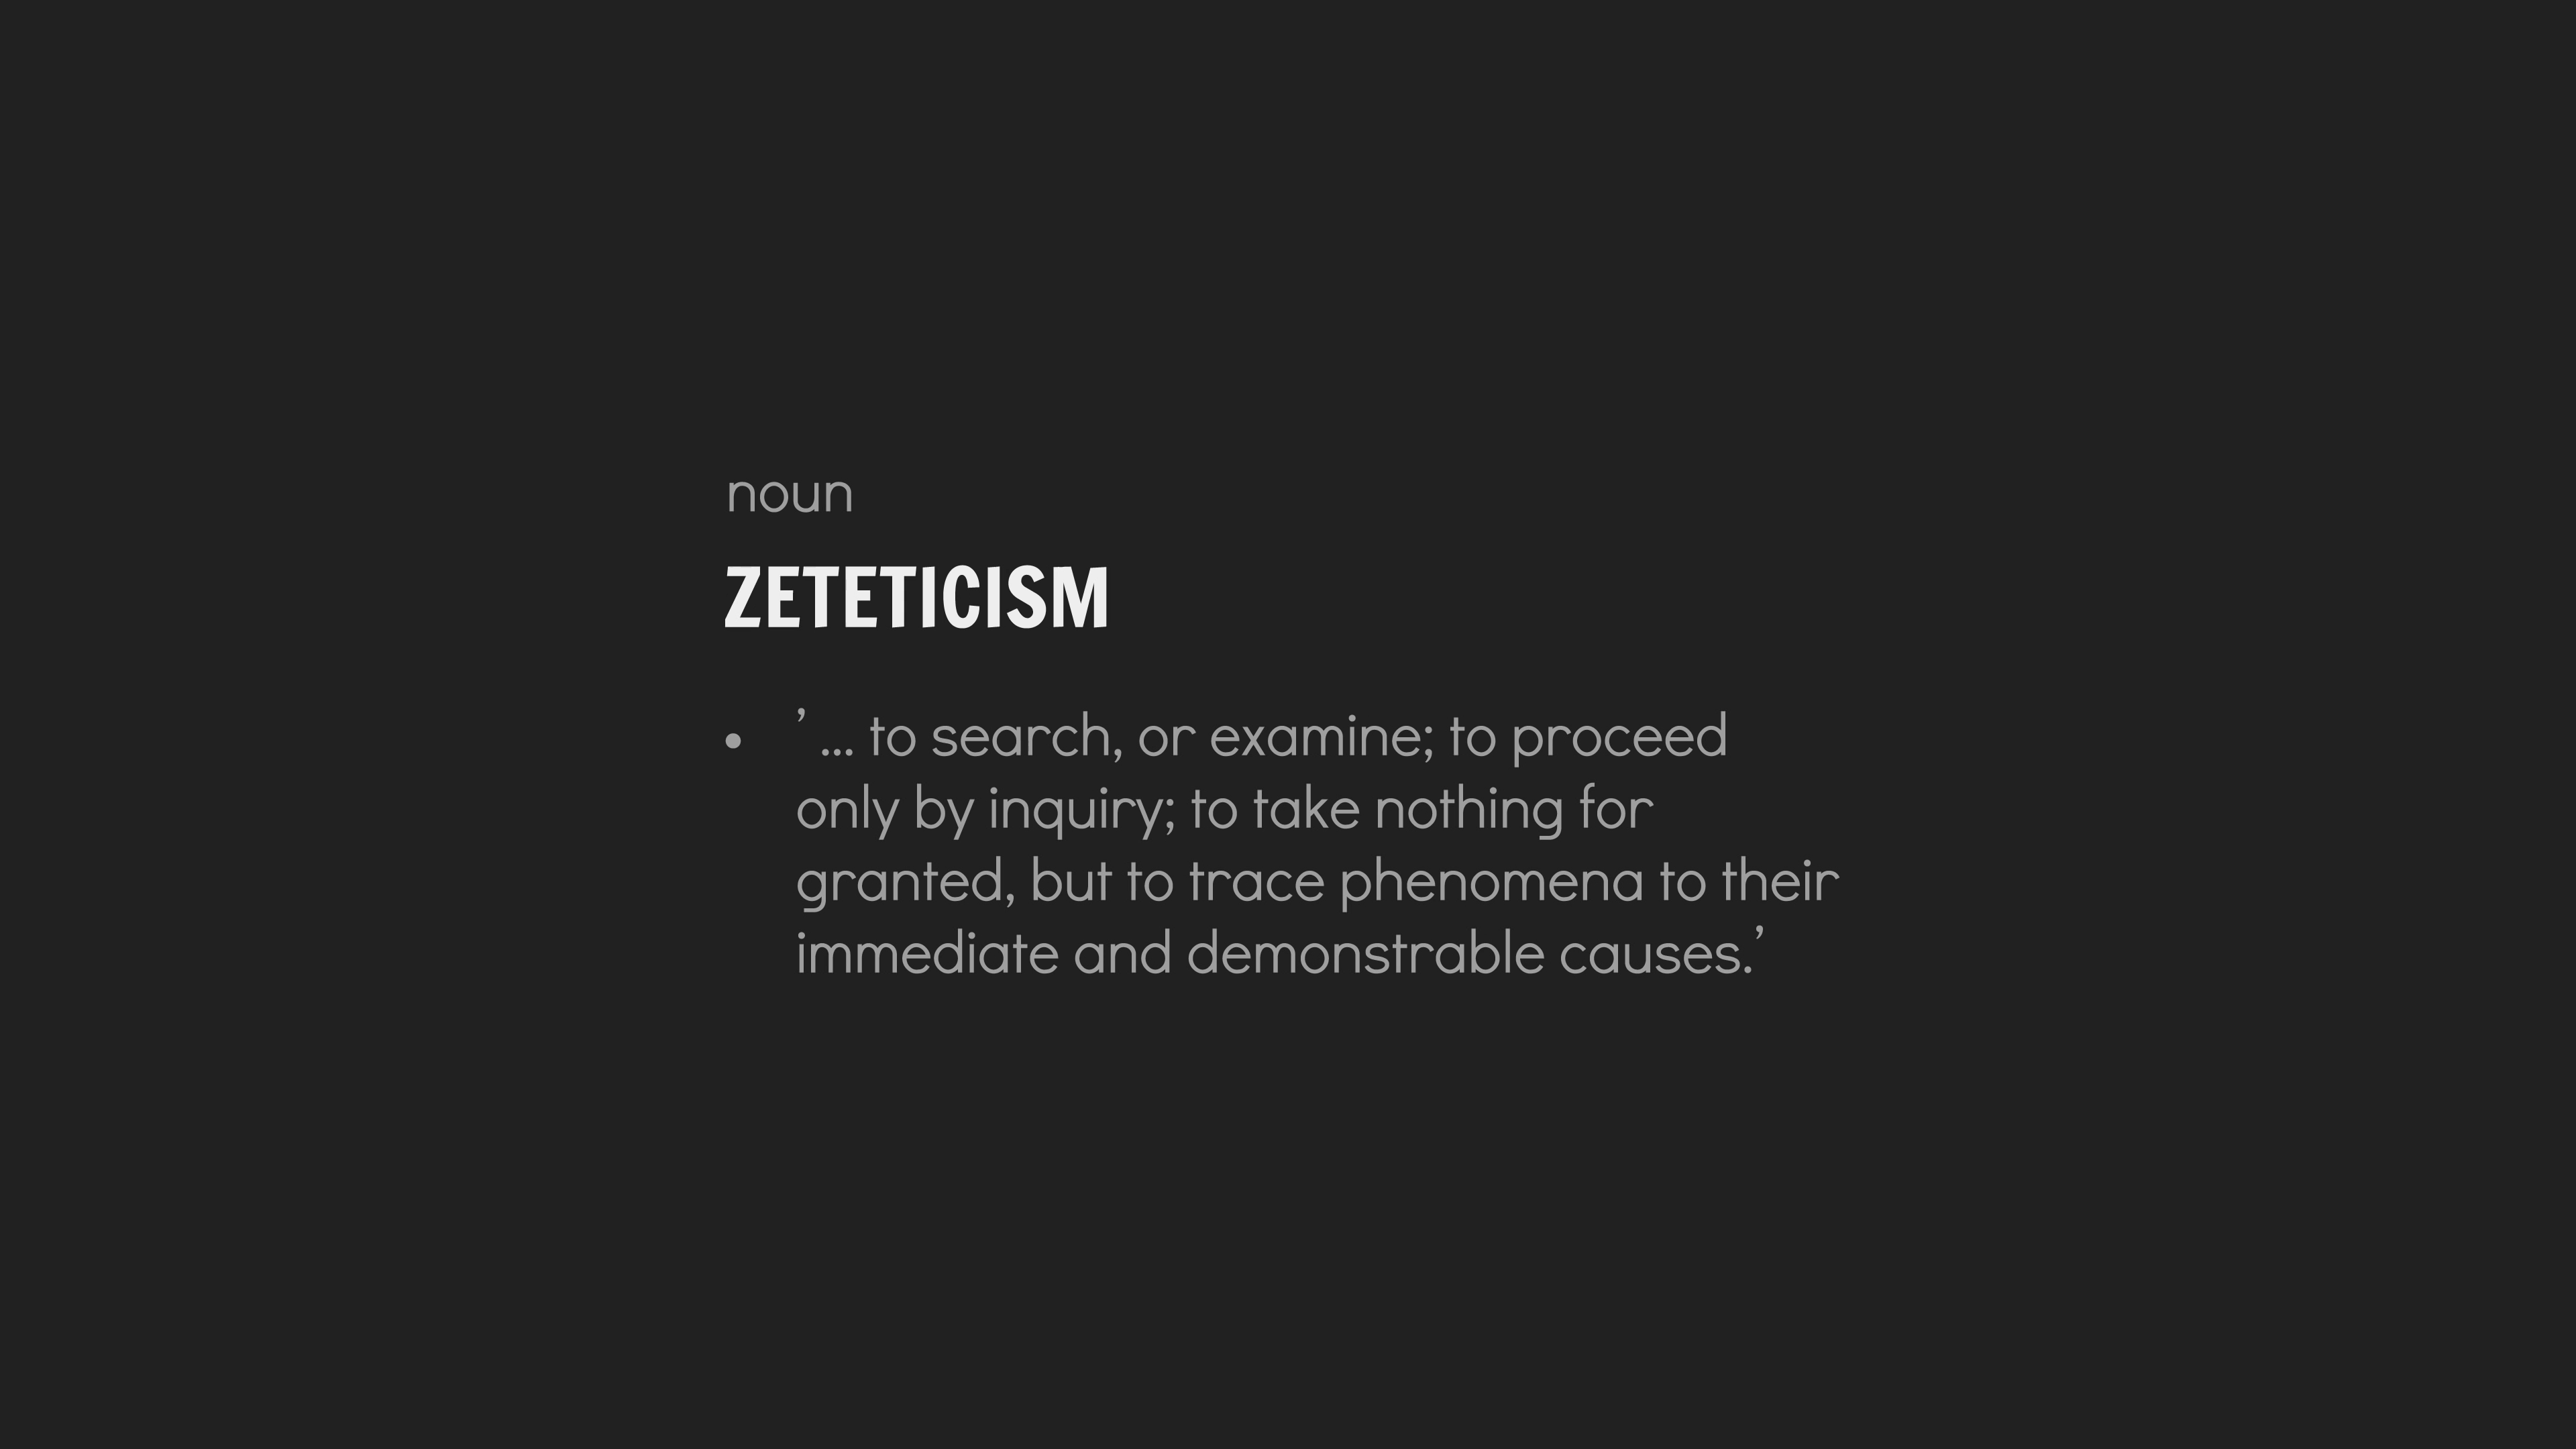 noun
ZETETICISM
• ’ ... to search, or examine; to proceed
only by inquiry; to take nothing for
granted, but to trace phenomena to their
immediate and demonstrable causes.’